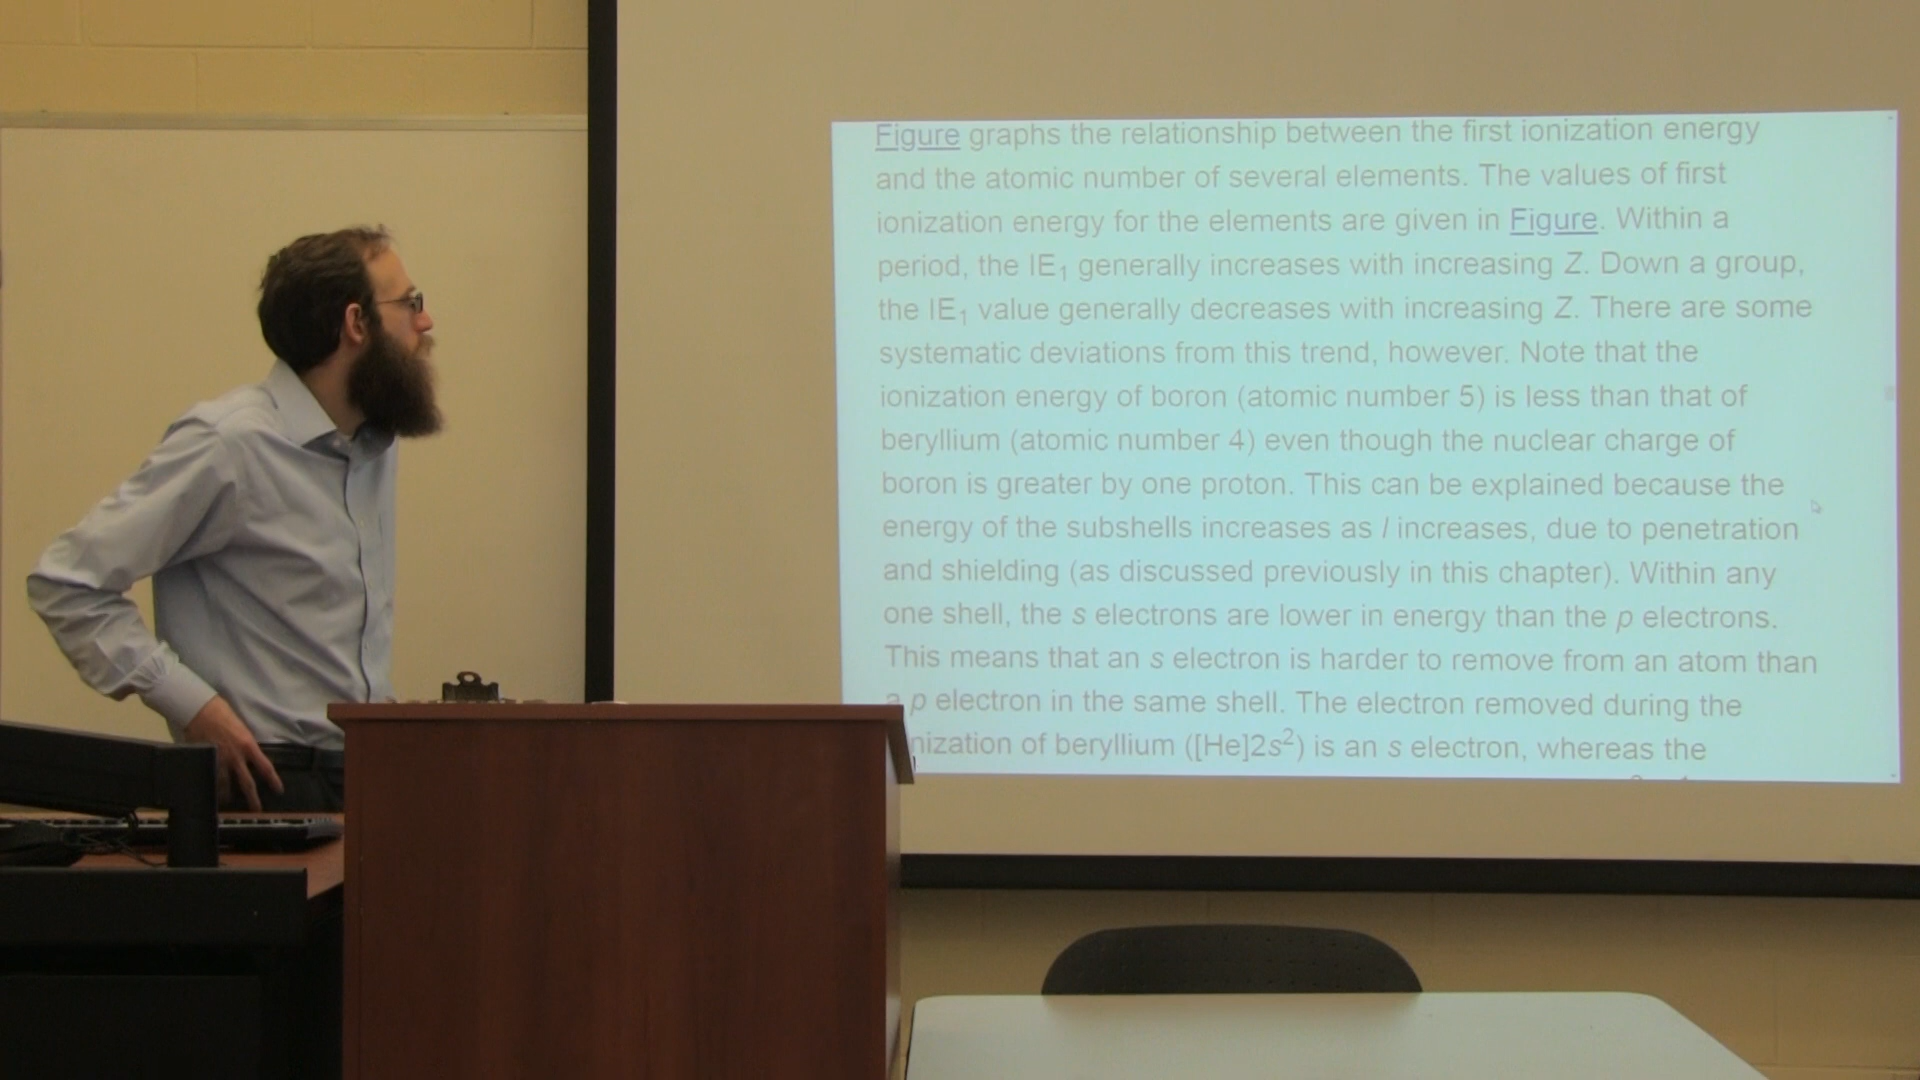 Figure graphs the relationship between the first ionization energy
and the atomic number of several elements. The values of first
ionization energy for the elements are given in Figure. Within a
period, the IE₁ generally increases with increasing Z. Down a group,
the IE₁ value generally decreases with increasing Z. There are some
systematic deviations from this trend, however. Note that the
ionization energy of boron (atomic number 5) is less than that of
beryllium (atomic number 4) even though the nuclear charge of
boron is greater by one proton. This can be explained because the
energy of the subshells increases as l increases, due to penetration
and shielding (as discussed previously in this chapter). Within any
one shell, the s electrons are lower in energy than the p electrons.
This means that an s electron is harder to remove from an atom than
a p electron in the same shell. The electron removed during the
nization of beryllium ([He]2s²) is an s electron, whereas the